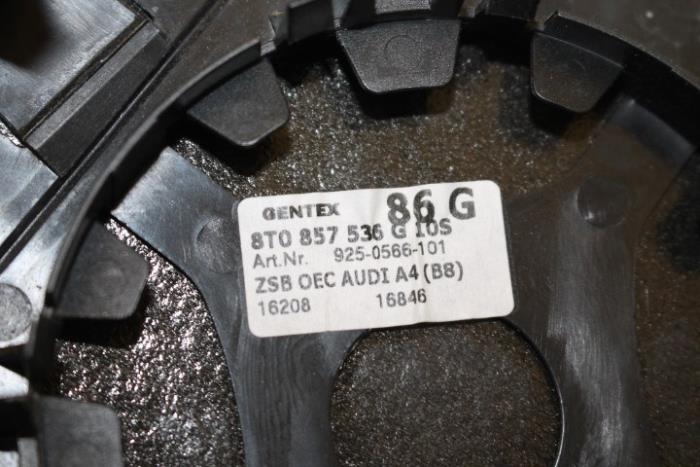 GENTEX 86 G
8T0 857 536 G 10S
Art.Nr. 925-0566-101
ZSB OEC AUDI A4 (B8)
16208 16846